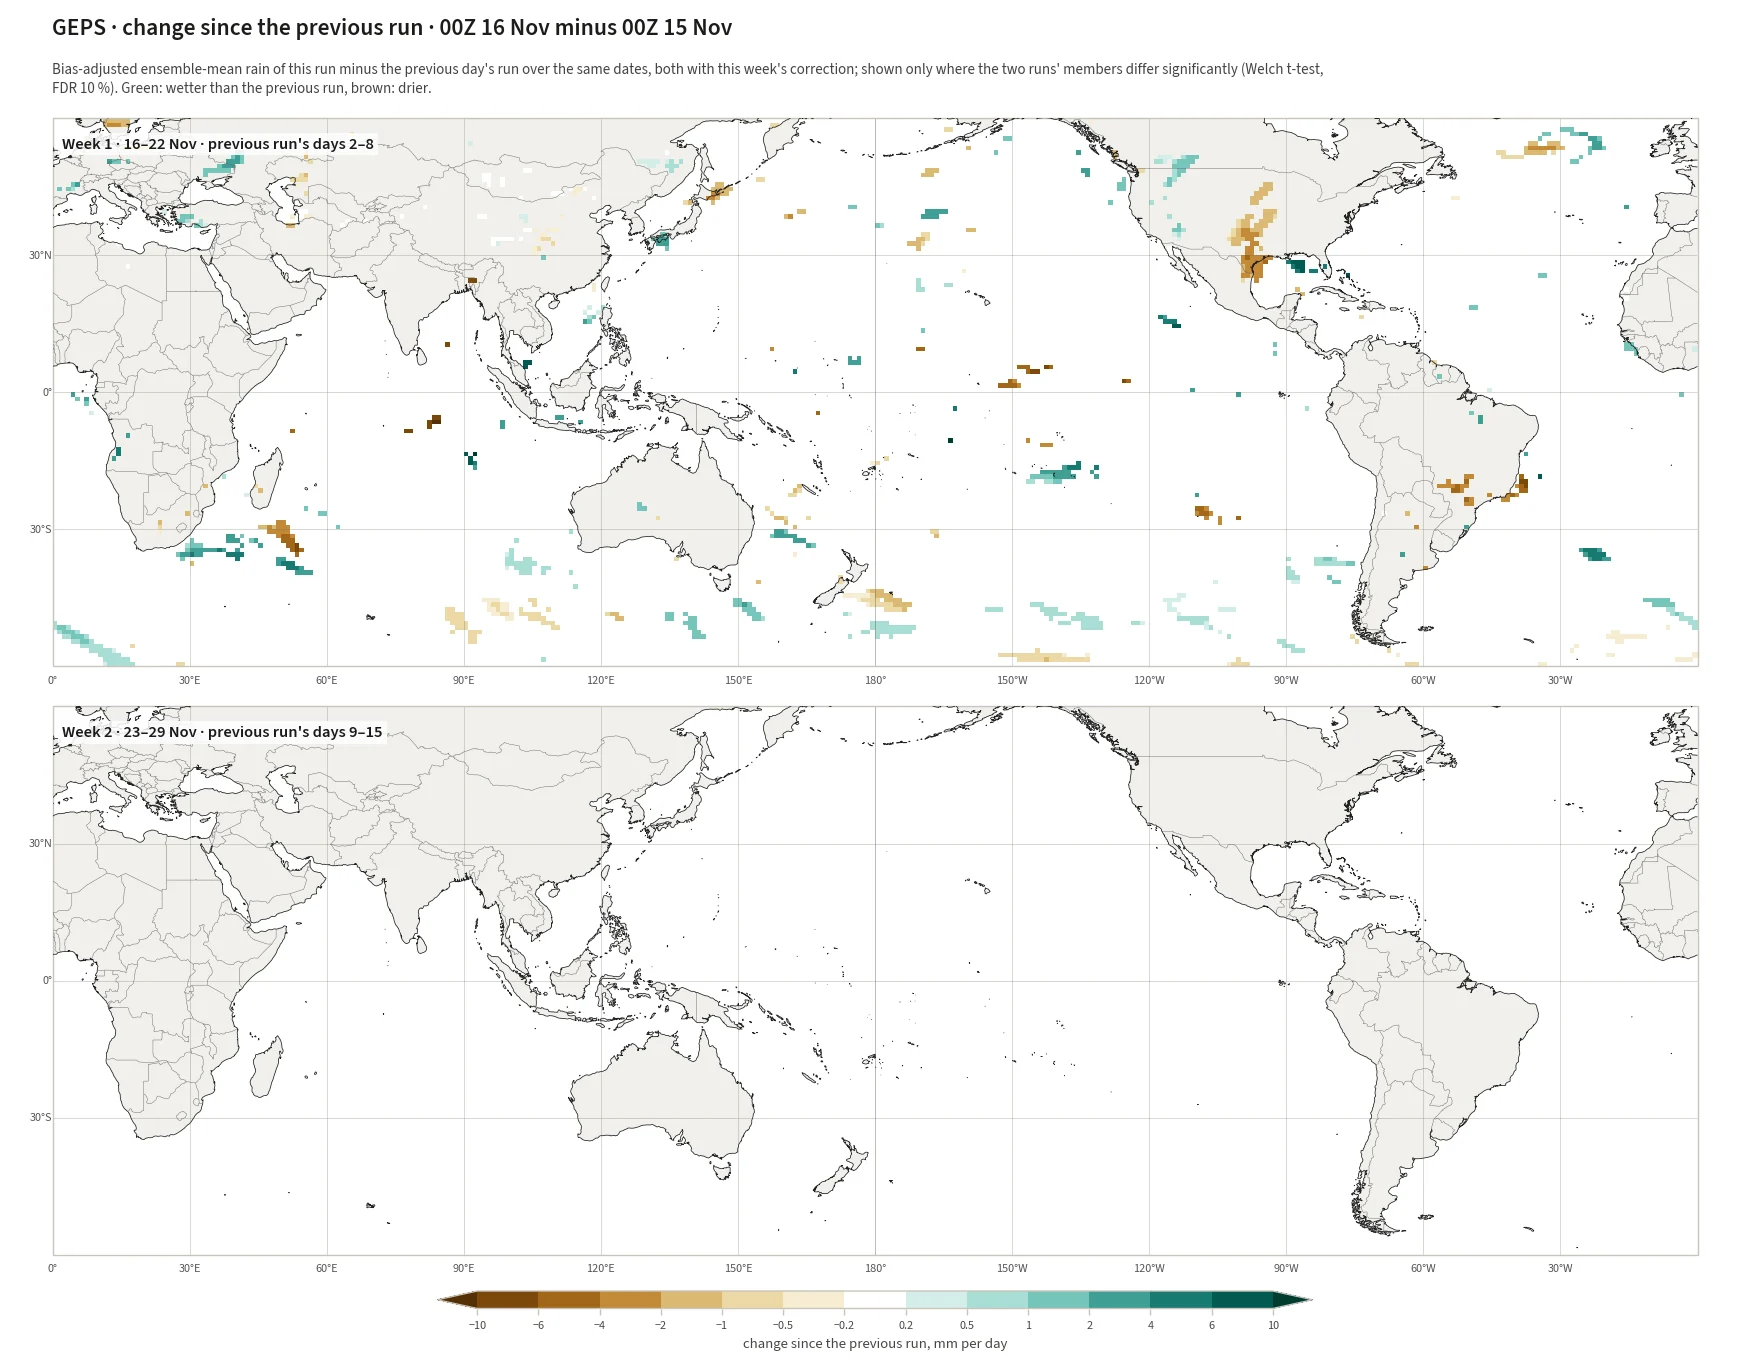 GEPS · change since the previous run · 00Z 16 Nov minus 00Z 15 Nov
Bias-adjusted ensemble-mean rain of this run minus the previous day's run over the same dates, both with this week's correction; shown only where the two runs' members differ significantly (Welch t-test,
FDR 10 %). Green: wetter than the previous run, brown: drier.
Week 1 · 16–22 Nov · previous run's days 2–8
30°N
0°
30°S
0° 30°E 60°E 90°E 120°E 150°E 180° 150°W 120°W 90°W 60°W 30°W
Week 2 · 23–29 Nov · previous run's days 9–15
30°N
0°
30°S
0° 30°E 60°E 90°E 120°E 150°E 180° 150°W 120°W 90°W 60°W 30°W
−10 −6 −4 −2 −1 −0.5 −0.2 0.2 0.5 1 2 4 6 10
change since the previous run, mm per day